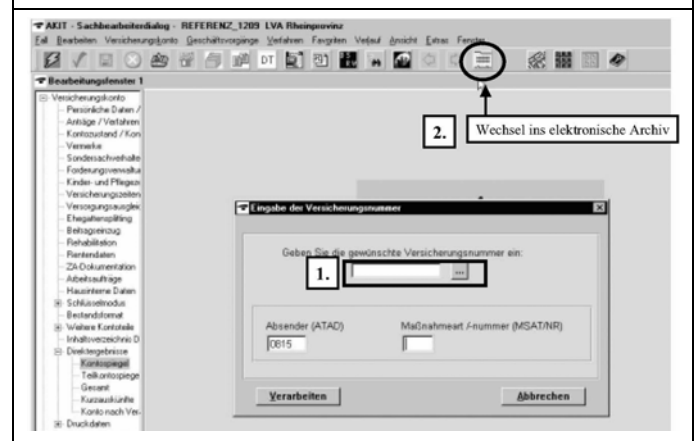 AKIT - Sachbearbeiterdialog - REFERENZ_1209 LVA Rheinprovinz
Fall Bearbeiten Versicherungskonto Geschäftsvorgänge Verfahren Favoriten Verlauf Ansicht Extras Fenster
DT
Bearbeitungsfenster 1
Versicherungskonto
Persönliche Daten /
Anträge / Verfahren
Kontozustand / Kon
Vermerke
Sondersachverhalte
Forderungsverwaltu
Kinder- und Pflegeze
Versicherungszeiten
Versorgungsausgleic
Ehegattensplitting
Beitragseinzug
Rehabilitation
Rentendaten
ZA-Dokumentation
Arbeitsaufträge
Hausinterne Daten
Schlüsselmodus
Bestandsformat
Weitere Kontoteile
Inhaltsverzeichnis D
Direktergebnisse
Kontospiegel
Teilkontospiege
Gesamt
Kurzauskünfte
Konto nach Ver-
Druckdaten
2.
Wechsel ins elektronische Archiv
Eingabe der Versicherungsnummer
Geben Sie die gewünschte Versicherungsnummer ein:
1.
...
Absender (ATAD)
Maßnahmeart /-nummer (MSAT/NR)
0815
Verarbeiten
Abbrechen